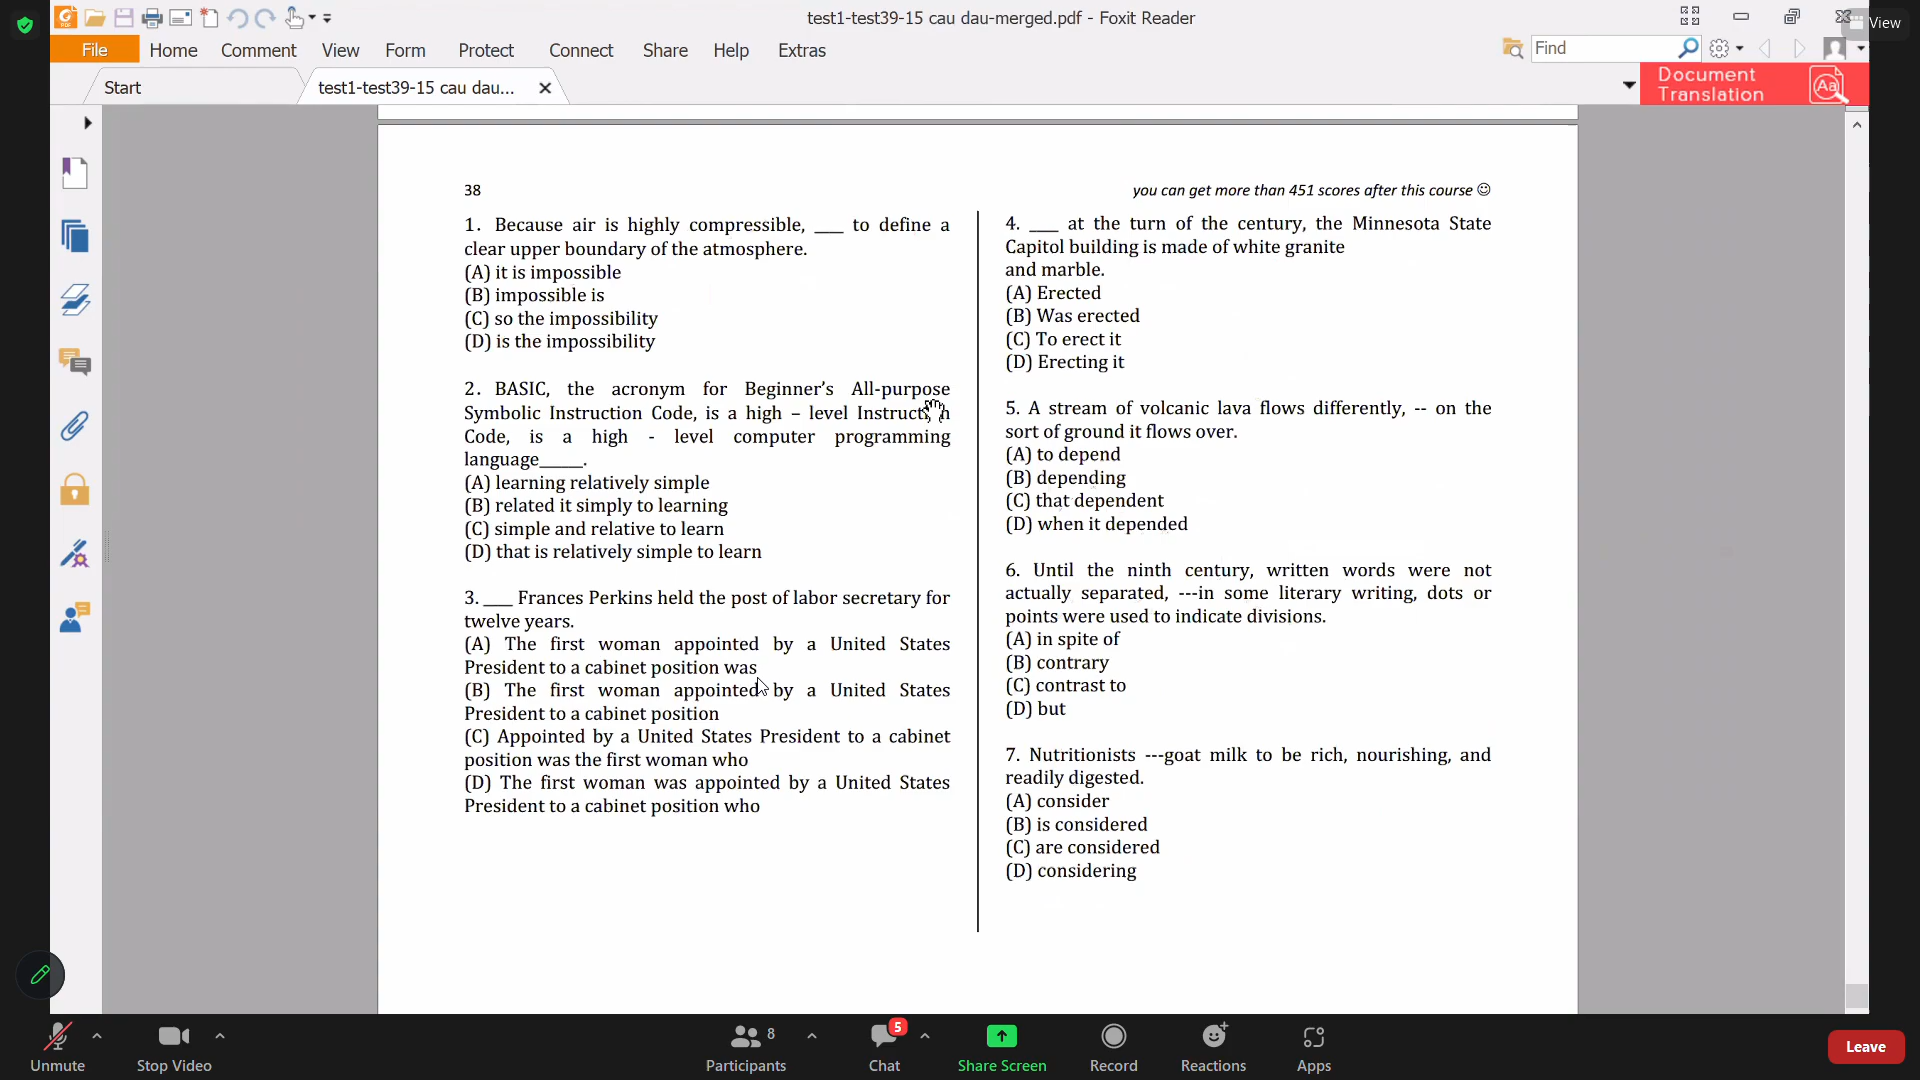 test1-test39-15 cau dau-merged.pdf - Foxit Reader
View
File
Home
Comment
View
Form
Protect
Connect
Share
Help
Extras
Find
Start
test1-test39-15 cau dau...
Document
Translation
Aa
38
you can get more than 451 scores after this course ☺
1. Because air is highly compressible, ___ to define a
clear upper boundary of the atmosphere.
(A) it is impossible
(B) impossible is
(C) so the impossibility
(D) is the impossibility
2. BASIC, the acronym for Beginner's All-purpose
Symbolic Instruction Code, is a high – level Instruction
Code, is a high - level computer programming
language_____.
(A) learning relatively simple
(B) related it simply to learning
(C) simple and relative to learn
(D) that is relatively simple to learn
3. ___ Frances Perkins held the post of labor secretary for
twelve years.
(A) The first woman appointed by a United States
President to a cabinet position was
(B) The first woman appointed by a United States
President to a cabinet position
(C) Appointed by a United States President to a cabinet
position was the first woman who
(D) The first woman was appointed by a United States
President to a cabinet position who
4. ___ at the turn of the century, the Minnesota State
Capitol building is made of white granite
and marble.
(A) Erected
(B) Was erected
(C) To erect it
(D) Erecting it
5. A stream of volcanic lava flows differently, -- on the
sort of ground it flows over.
(A) to depend
(B) depending
(C) that dependent
(D) when it depended
6. Until the ninth century, written words were not
actually separated, ---in some literary writing, dots or
points were used to indicate divisions.
(A) in spite of
(B) contrary
(C) contrast to
(D) but
7. Nutritionists ---goat milk to be rich, nourishing, and
readily digested.
(A) consider
(B) is considered
(C) are considered
(D) considering
Unmute
Stop Video
8
Participants
5
Chat
Share Screen
Record
Reactions
Apps
Leave